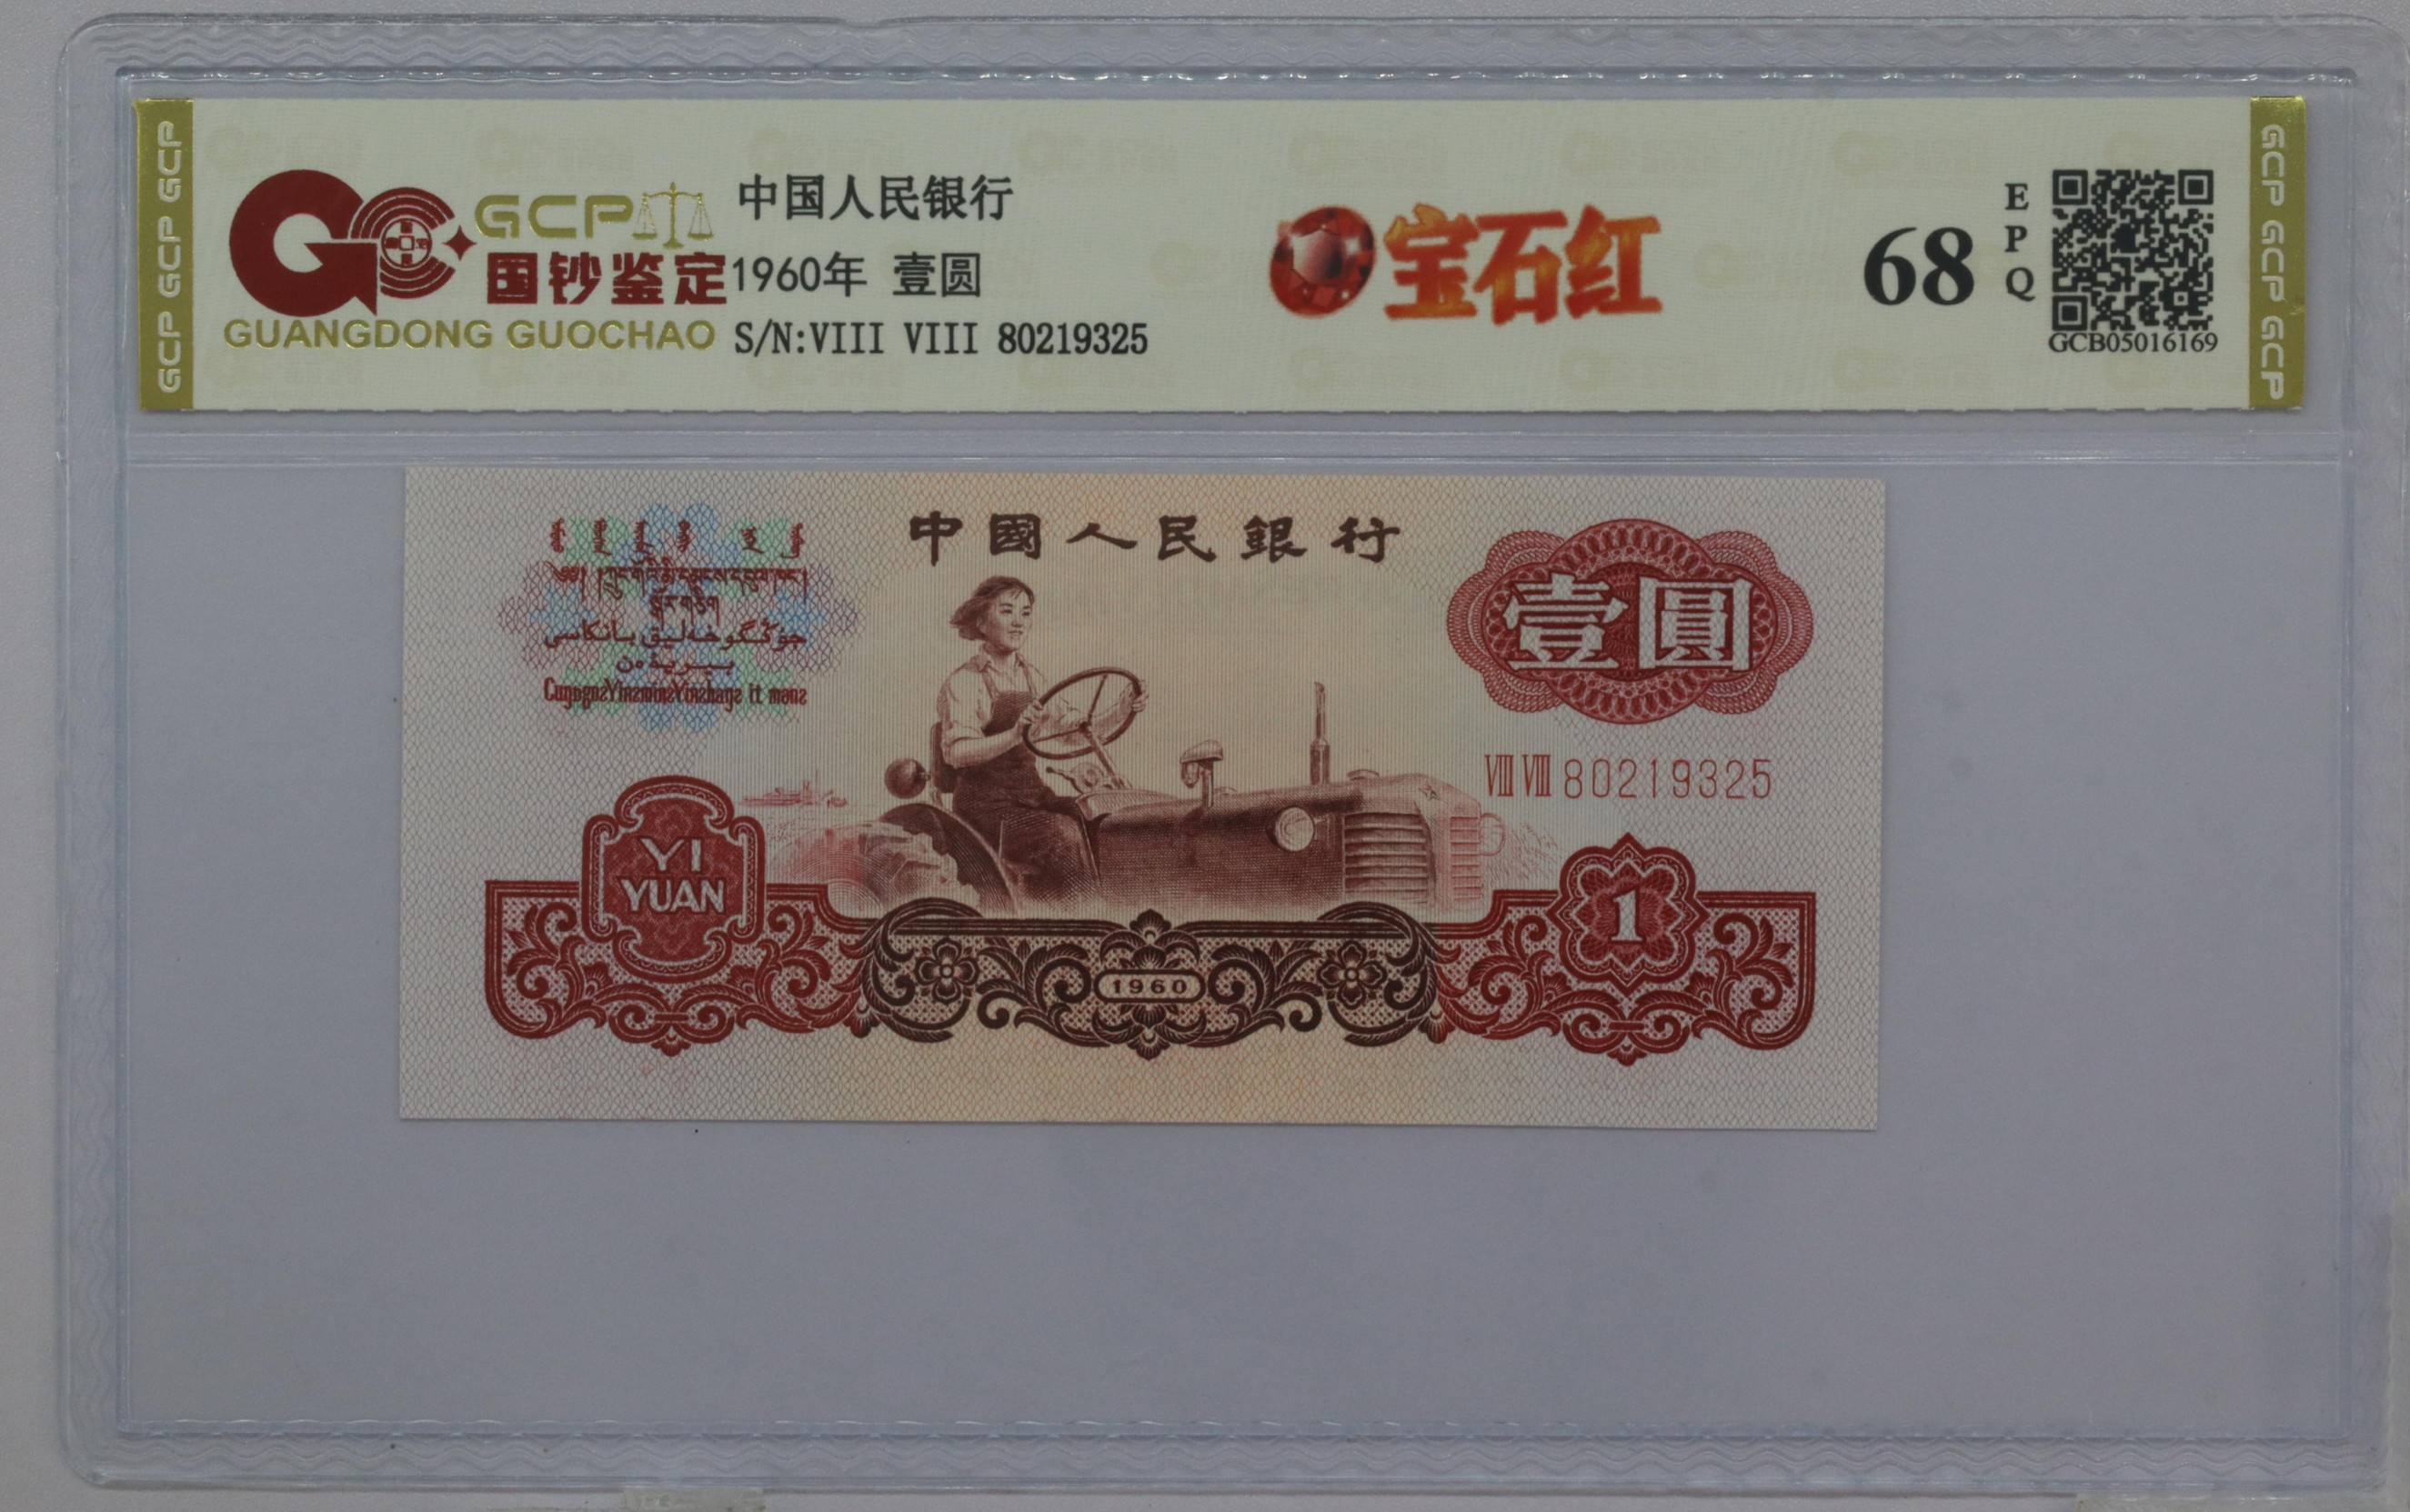 GCP GCP GCP
GCP
国钞鉴定
GUANGDONG GUOCHAO
中国人民银行
1960年 壹圆
S/N:VIII VIII 80219325
宝石红
68
EPQ
GCB05016169
GCP GCP GCP
中國人民銀行
壹圓
VIII VIII 80219325
YI
YUAN
1960
1